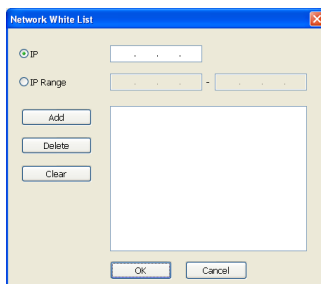 Network White List
IP . . .
IP Range . . . - . . .
Add
Delete
Clear
OK Cancel